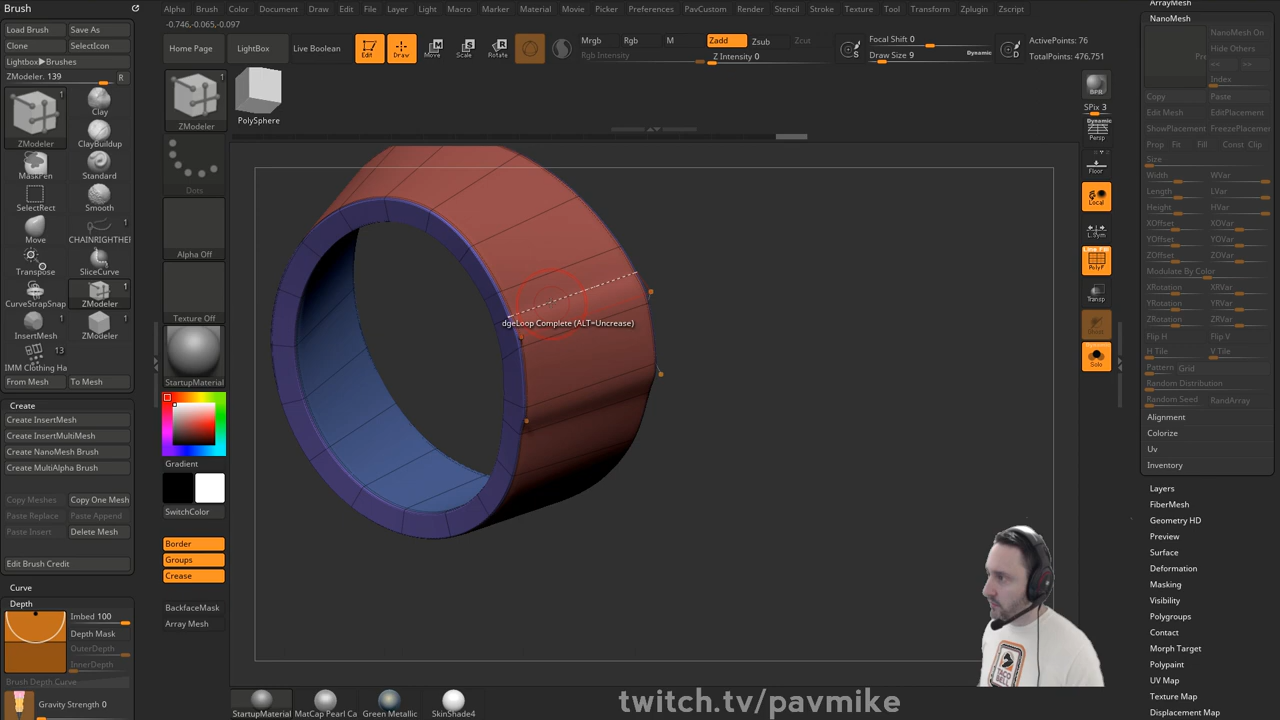 Brush
Alpha Brush Color Document Draw Edit File Layer Light Macro Marker Material Movie Picker Preferences PavCustom Render Stencil Stroke Texture Tool Transform Zplugin Zscript
-0.746,-0.065,-0.097
Load Brush Save As
Clone SelectIcon
Lightbox▶Brushes
ZModeler. 139 R
Home Page LightBox Live Boolean
Edit Draw Move Scale Rotate
Mrgb Rgb M Zadd Zsub Zcut
Rgb Intensity Z Intensity 0
S Focal Shift 0
Draw Size 9 Dynamic
D ActivePoints: 76
TotalPoints: 476,751
1 ZModeler
Clay
ClayBuildup
MaskPen Standard
SelectRect Smooth
Move CHAINRIGHTHE 1
Transpose SliceCurve
CurveStrapSnap ZModeler 1
InsertMesh 1 ZModeler
13
IMM Clothing Ha
From Mesh To Mesh
Create
Create InsertMesh
Create InsertMultiMesh
Create NanoMesh Brush
Create MultiAlpha Brush
Copy Meshes Copy One Mesh
Paste Replace Paste Append
Paste Insert Delete Mesh
Edit Brush Credit
Curve
Depth
Imbed 100
Depth Mask
OuterDepth
InnerDepth
Brush Depth Curve
Gravity Strength 0
1
ZModeler
PolySphere
Dots
Alpha Off
Texture Off
StartupMaterial
Gradient
SwitchColor
Border
Groups
Crease
BackfaceMask
Array Mesh
dgeLoop Complete (ALT=Uncrease)
BPR
SPix 3
Dynamic
Persp
Floor
Local
L.Sym
Line Fill
PolyF
Transp
Ghost
Dynamic
Solo
ArrayMesh
NanoMesh
NanoMesh On
Hide Others
<< >>
Index
Copy Paste
Edit Mesh EditPlacement
ShowPlacement FreezePlacemer
Prop Fit Fill Const Clip
Size
Width WVar
Length LVar
Height HVar
XOffset XOVar
YOffset YOVar
ZOffset ZOVar
Modulate By Color
XRotation XRVar
YRotation YRVar
ZRotation ZRVar
Flip H Flip V
H Tile V Tile
Pattern Grid
Random Distribution
Random Seed RandArray
Alignment
Colorize
Uv
Inventory
Layers
FiberMesh
Geometry HD
Preview
Surface
Deformation
Masking
Visibility
Polygroups
Contact
Morph Target
Polypaint
UV Map
Texture Map
Displacement Map
StartupMaterial MatCap Pearl Ca Green Metallic SkinShade4
twitch.tv/pavmike